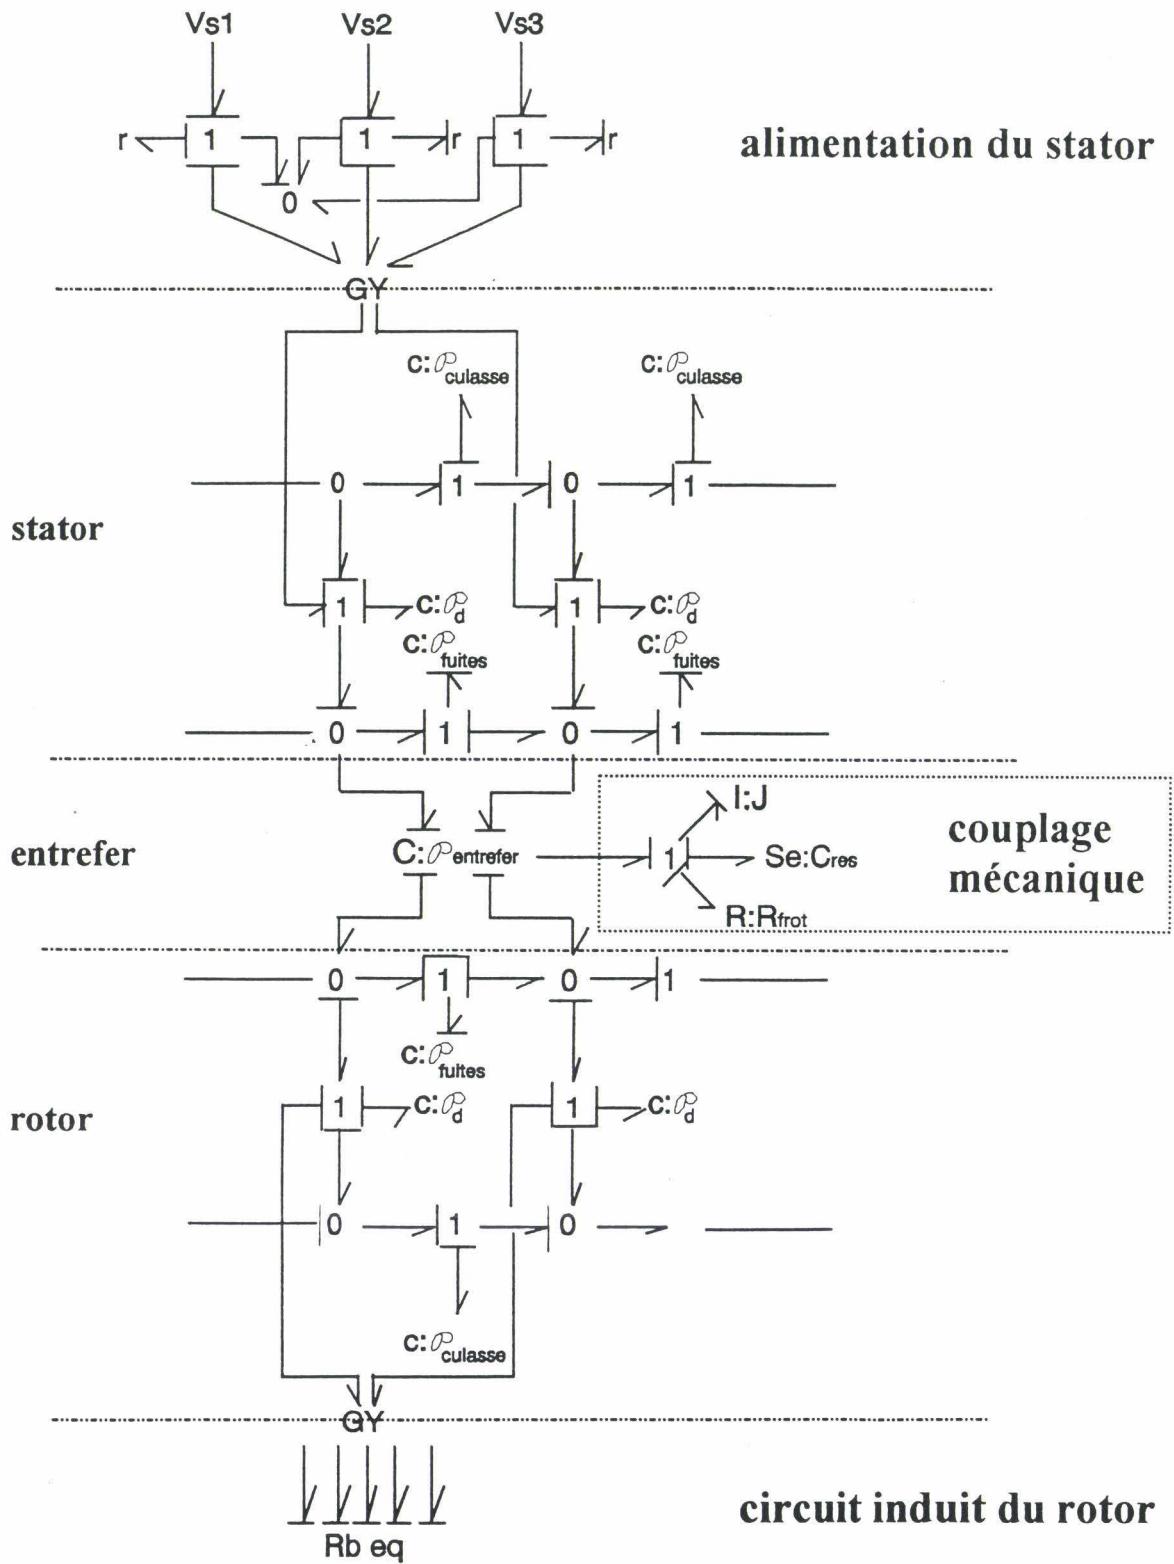 Vs1 Vs2 Vs3
r 1 1 r 1 r
alimentation du stator
0
GY
c:𝒫culasse c:𝒫culasse
0 1 0 1
stator
1 c:𝒫d 1 c:𝒫d
c:𝒫fuites c:𝒫fuites
0 1 0 1
I:J
entrefer
C:𝒫entrefer 1 Se:Cres
couplage
mécanique
R:Rfrot
0 1 0 1
c:𝒫fuites
rotor
1 c:𝒫d 1 c:𝒫d
0 1 0
c:𝒫culasse
GY
circuit induit du rotor
Rb eq